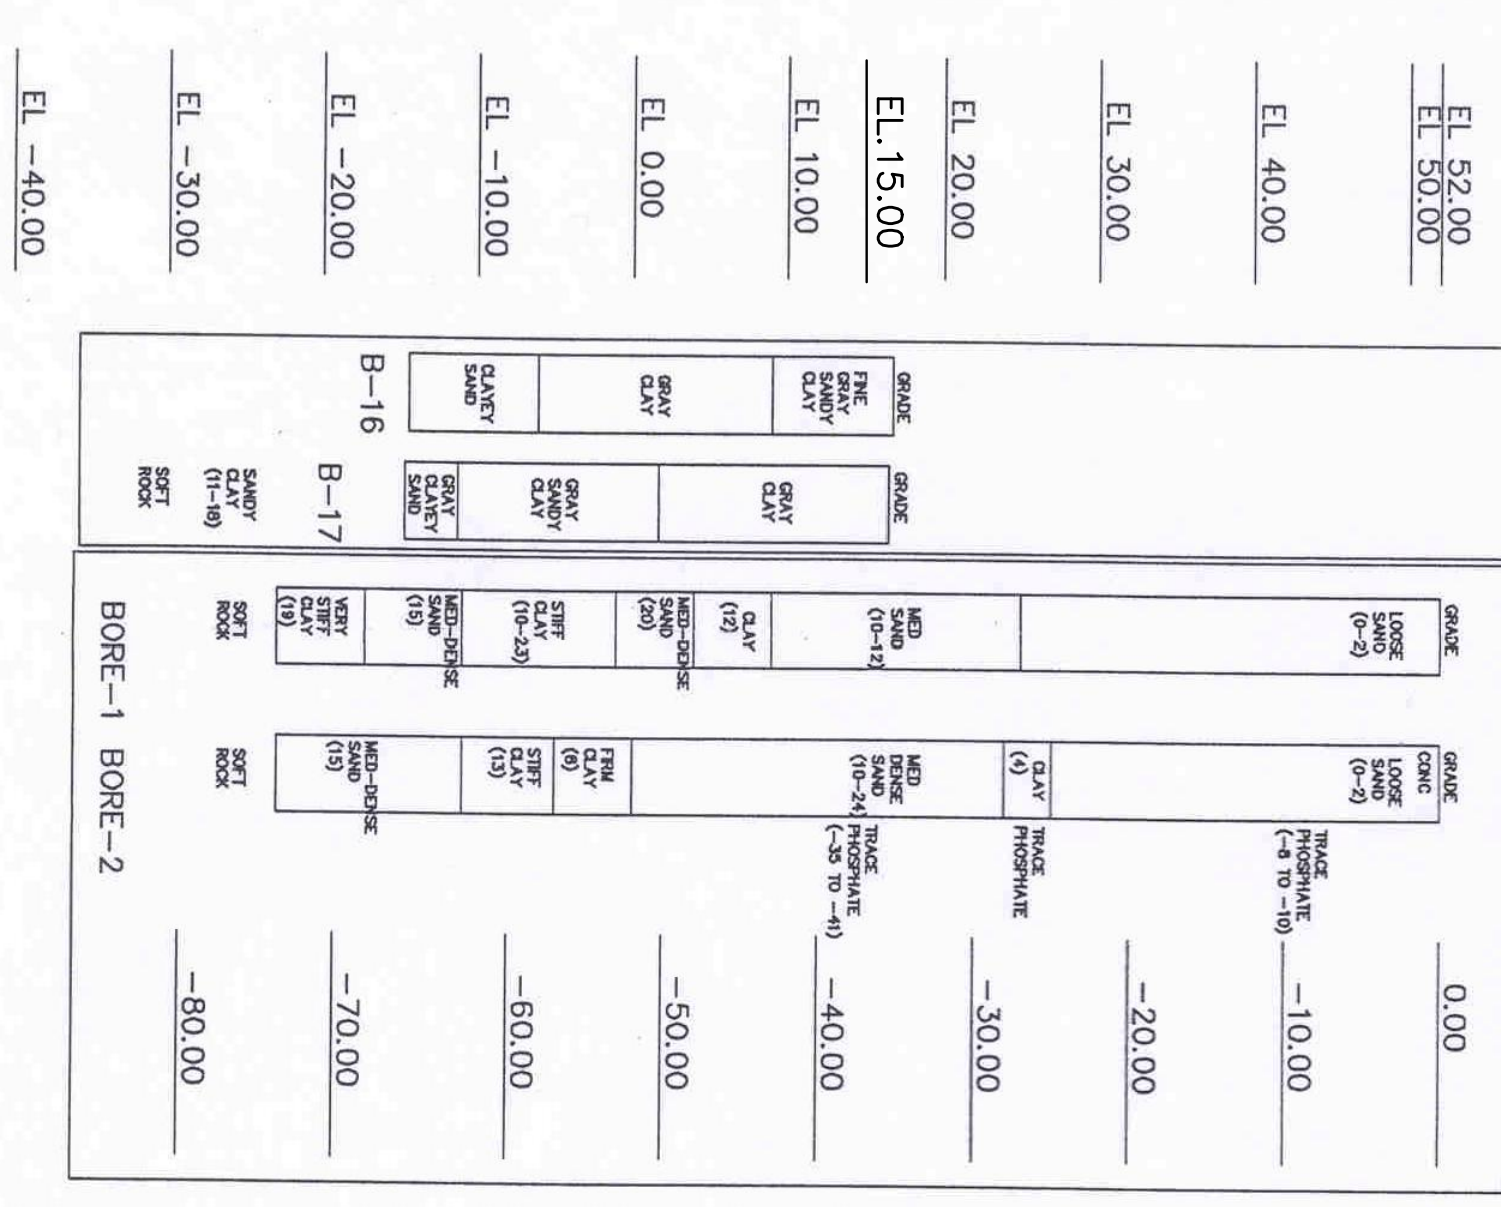 EL 52.00
EL 50.00
EL 40.00
EL 30.00
EL 20.00
EL.15.00
EL 10.00
EL 0.00
EL -10.00
EL -20.00
EL -30.00
EL -40.00
GRADE
FINE
GRAY
SANDY
CLAY
GRAY
CLAY
CLAYEY
SAND
B-16
GRADE
GRAY
CLAY
GRAY
SANDY
CLAY
GRAY
CLAYEY
SAND
B-17
SANDY
CLAY
(11-18)
SOFT
ROCK
GRADE
LOOSE
SAND
(0-2)
MED
SAND
(10-12)
CLAY
(12)
MED-DENSE
SAND
(20)
STIFF
CLAY
(10-23)
MED-DENSE
SAND
(15)
VERY
STIFF
CLAY
(19)
SOFT
ROCK
BORE-1
GRADE
CONC
LOOSE
SAND
(0-2)
CLAY
(4)
MED
DENSE
SAND
(10-24)
FIRM
CLAY
(6)
STIFF
CLAY
(13)
MED-DENSE
SAND
(15)
SOFT
ROCK
BORE-2
TRACE
PHOSPHATE
(-8 TO -10)
TRACE
PHOSPHATE
TRACE
PHOSPHATE
(-35 TO -41)
0.00
-10.00
-20.00
-30.00
-40.00
-50.00
-60.00
-70.00
-80.00